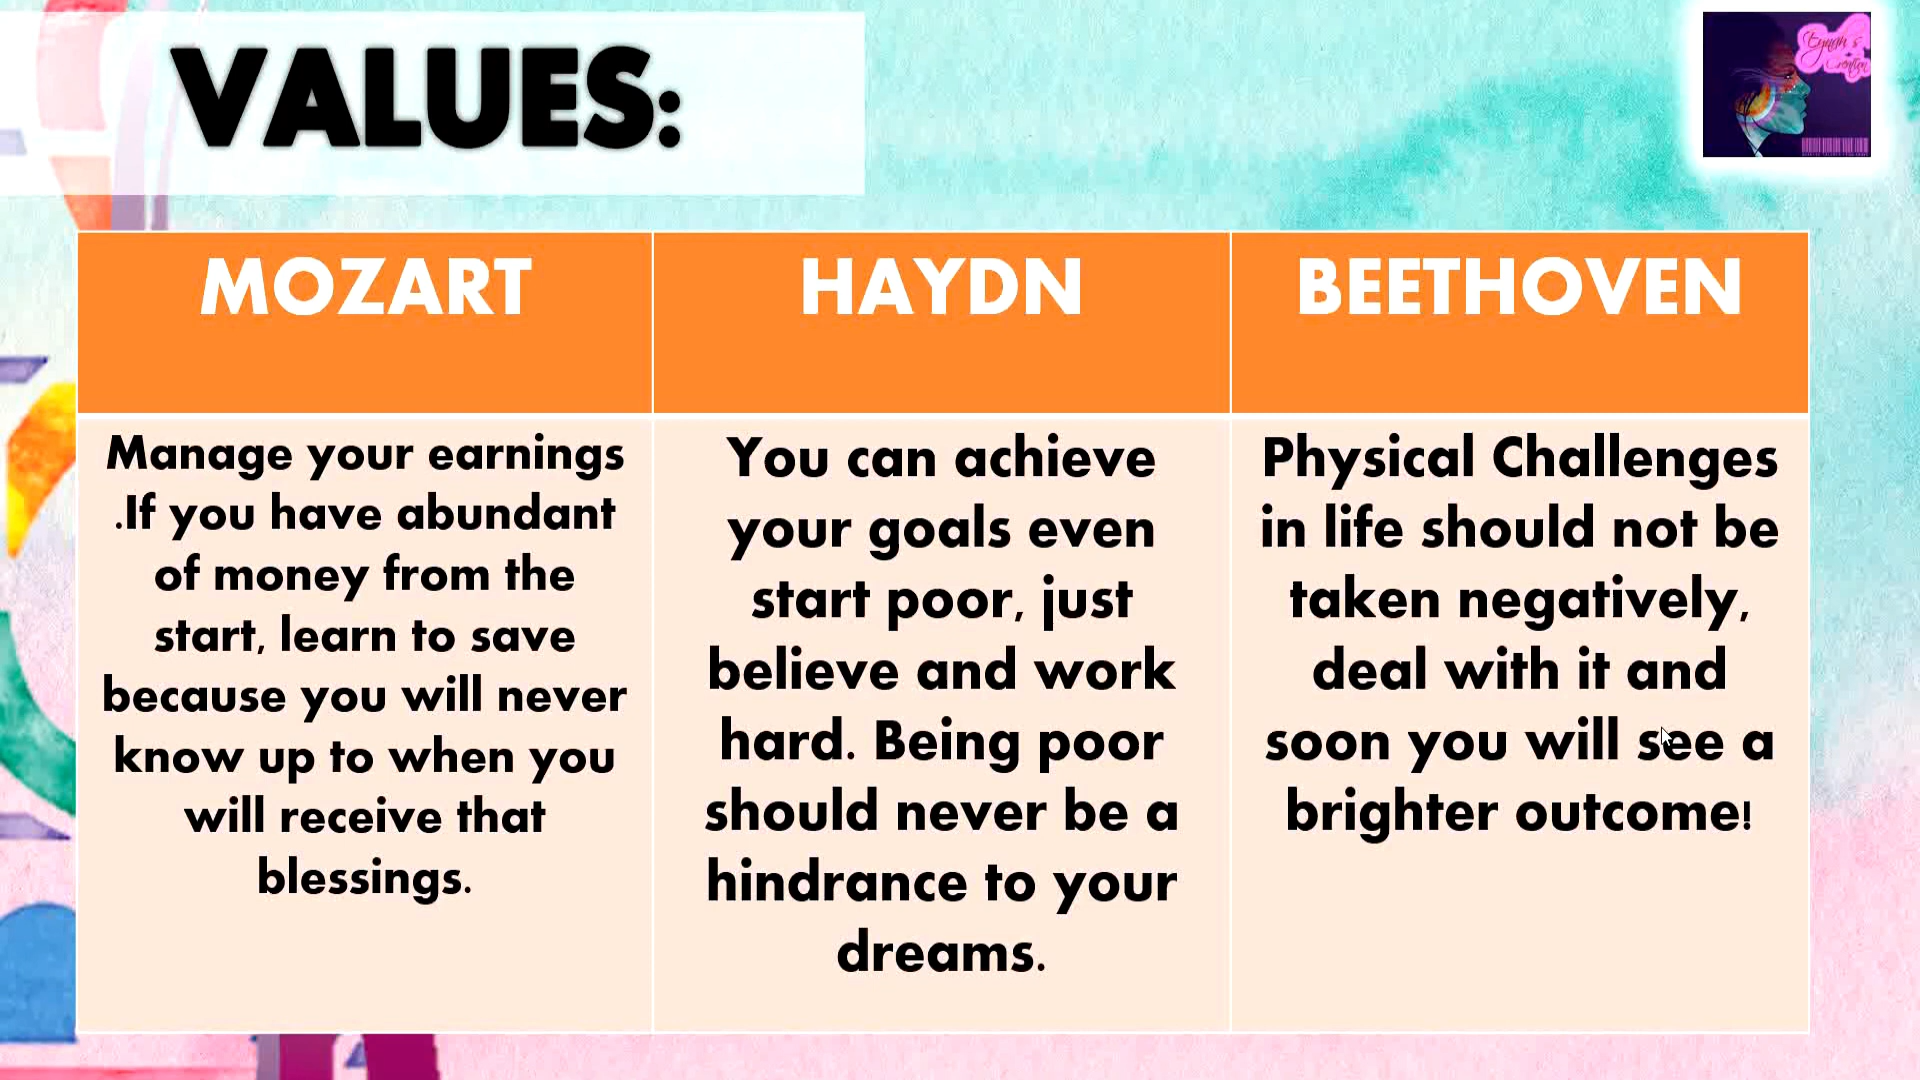 VALUES:
Eynah's
Creation
MOZART
HAYDN
BEETHOVEN
Manage your earnings
.If you have abundant
of money from the
start, learn to save
because you will never
know up to when you
will receive that
blessings.
You can achieve
your goals even
start poor, just
believe and work
hard. Being poor
should never be a
hindrance to your
dreams.
Physical Challenges
in life should not be
taken negatively,
deal with it and
soon you will see a
brighter outcome!